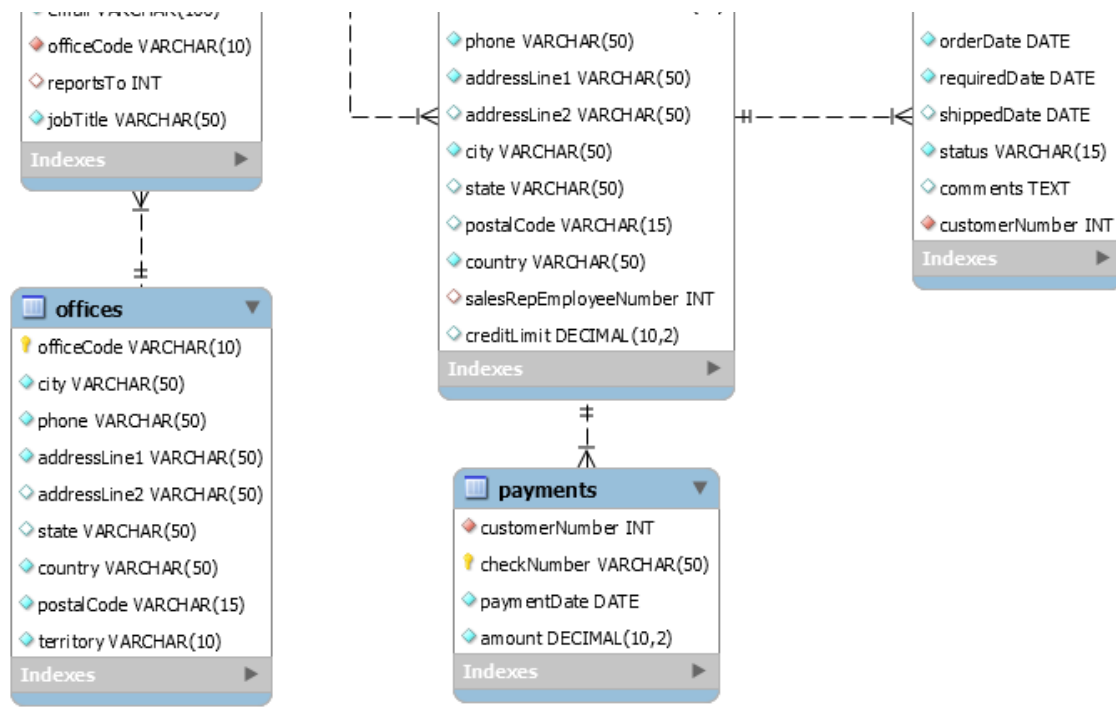 officeCode VARCHAR(10)
reportsTo INT
jobTitle VARCHAR(50)
Indexes
offices
officeCode VARCHAR(10)
city VARCHAR(50)
phone VARCHAR(50)
addressLine1 VARCHAR(50)
addressLine2 VARCHAR(50)
state VARCHAR(50)
country VARCHAR(50)
postalCode VARCHAR(15)
territory VARCHAR(10)
Indexes
phone VARCHAR(50)
addressLine1 VARCHAR(50)
addressLine2 VARCHAR(50)
city VARCHAR(50)
state VARCHAR(50)
postalCode VARCHAR(15)
country VARCHAR(50)
salesRepEmployeeNumber INT
creditLimit DECIMAL(10,2)
Indexes
payments
customerNumber INT
checkNumber VARCHAR(50)
paymentDate DATE
amount DECIMAL(10,2)
Indexes
orderDate DATE
requiredDate DATE
shippedDate DATE
status VARCHAR(15)
comments TEXT
customerNumber INT
Indexes